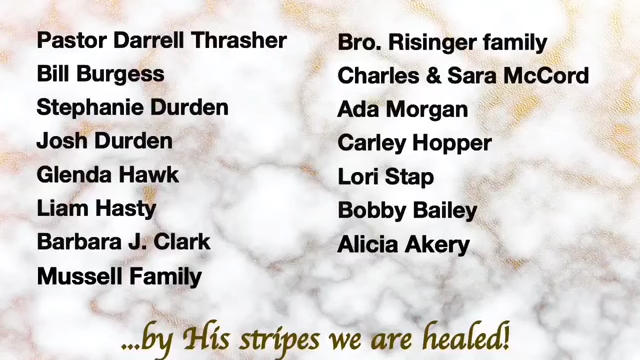 Pastor Darrell Thrasher
Bill Burgess
Stephanie Durden
Josh Durden
Glenda Hawk
Liam Hasty
Barbara J. Clark
Mussell Family
Bro. Risinger family
Charles & Sara McCord
Ada Morgan
Carley Hopper
Lori Stap
Bobby Bailey
Alicia Akery
...by His stripes we are healed!